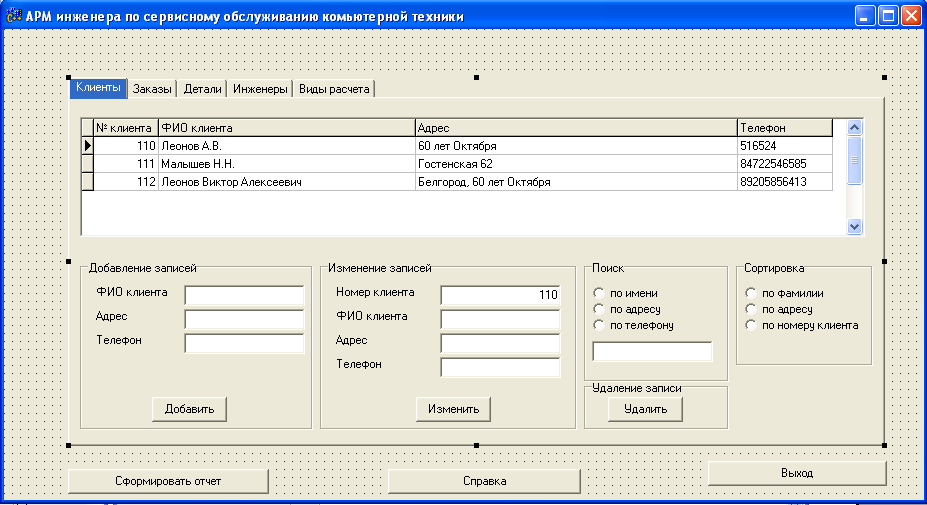 АРМ инженера по сервисному обслуживанию комьютерной техники
Клиенты Заказы Детали Инженеры Виды расчета
№ клиента ФИО клиента Адрес Телефон
110 Леонов А.В. 60 лет Октября 516524
111 Малышев Н.Н. Гостенская 62 84722546585
112 Леонов Виктор Алексеевич Белгород, 60 лет Октября 89205856413
Добавление записей
ФИО клиента
Адрес
Телефон
Добавить
Изменение записей
Номер клиента 110
ФИО клиента
Адрес
Телефон
Изменить
Поиск
по имени
по адресу
по телефону
Удаление записи
Удалить
Сортировка
по фамилии
по адресу
по номеру клиента
Сформировать отчет
Справка
Выход